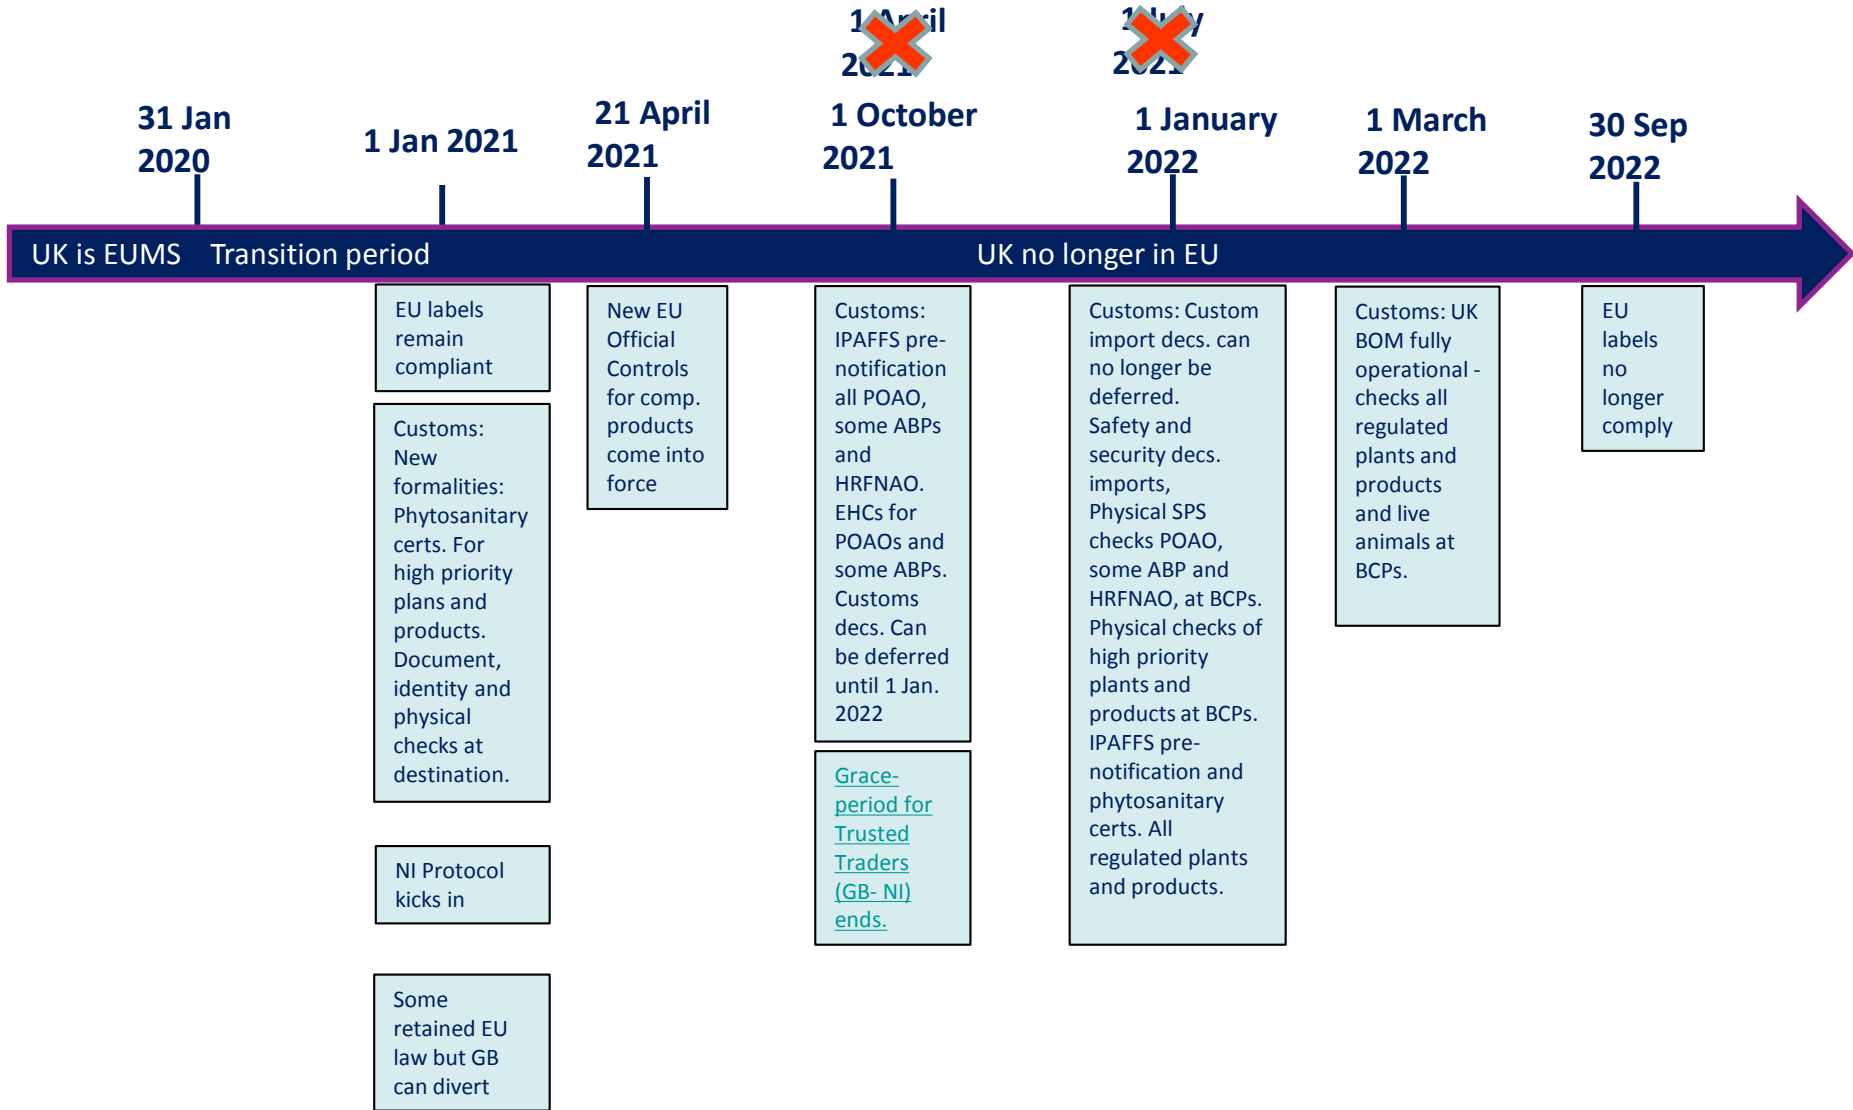 1 April
2021
1 July
2021
31 Jan
2020
1 Jan 2021
21 April
2021
1 October
2021
1 January
2022
1 March
2022
30 Sep
2022
UK is EUMS
Transition period
UK no longer in EU
EU labels
remain
compliant
Customs:
New
formalities:
Phytosanitary
certs. For
high priority
plans and
products.
Document,
identity and
physical
checks at
destination.
NI Protocol
kicks in
Some
retained EU
law but GB
can divert
New EU
Official
Controls
for comp.
products
come into
force
Customs:
IPAFFS pre-
notification
all POAO,
some ABPs
and
HRFNAO.
EHCs for
POAOs and
some ABPs.
Customs
decs. Can
be deferred
until 1 Jan.
2022
Grace-
period for
Trusted
Traders
(GB- NI)
ends.
Customs: Custom
import decs. can
no longer be
deferred.
Safety and
security decs.
imports,
Physical SPS
checks POAO,
some ABP and
HRFNAO, at BCPs.
Physical checks of
high priority
plants and
products at BCPs.
IPAFFS pre-
notification and
phytosanitary
certs. All
regulated plants
and products.
Customs: UK
BOM fully
operational -
checks all
regulated
plants and
products
and live
animals at
BCPs.
EU
labels
no
longer
comply